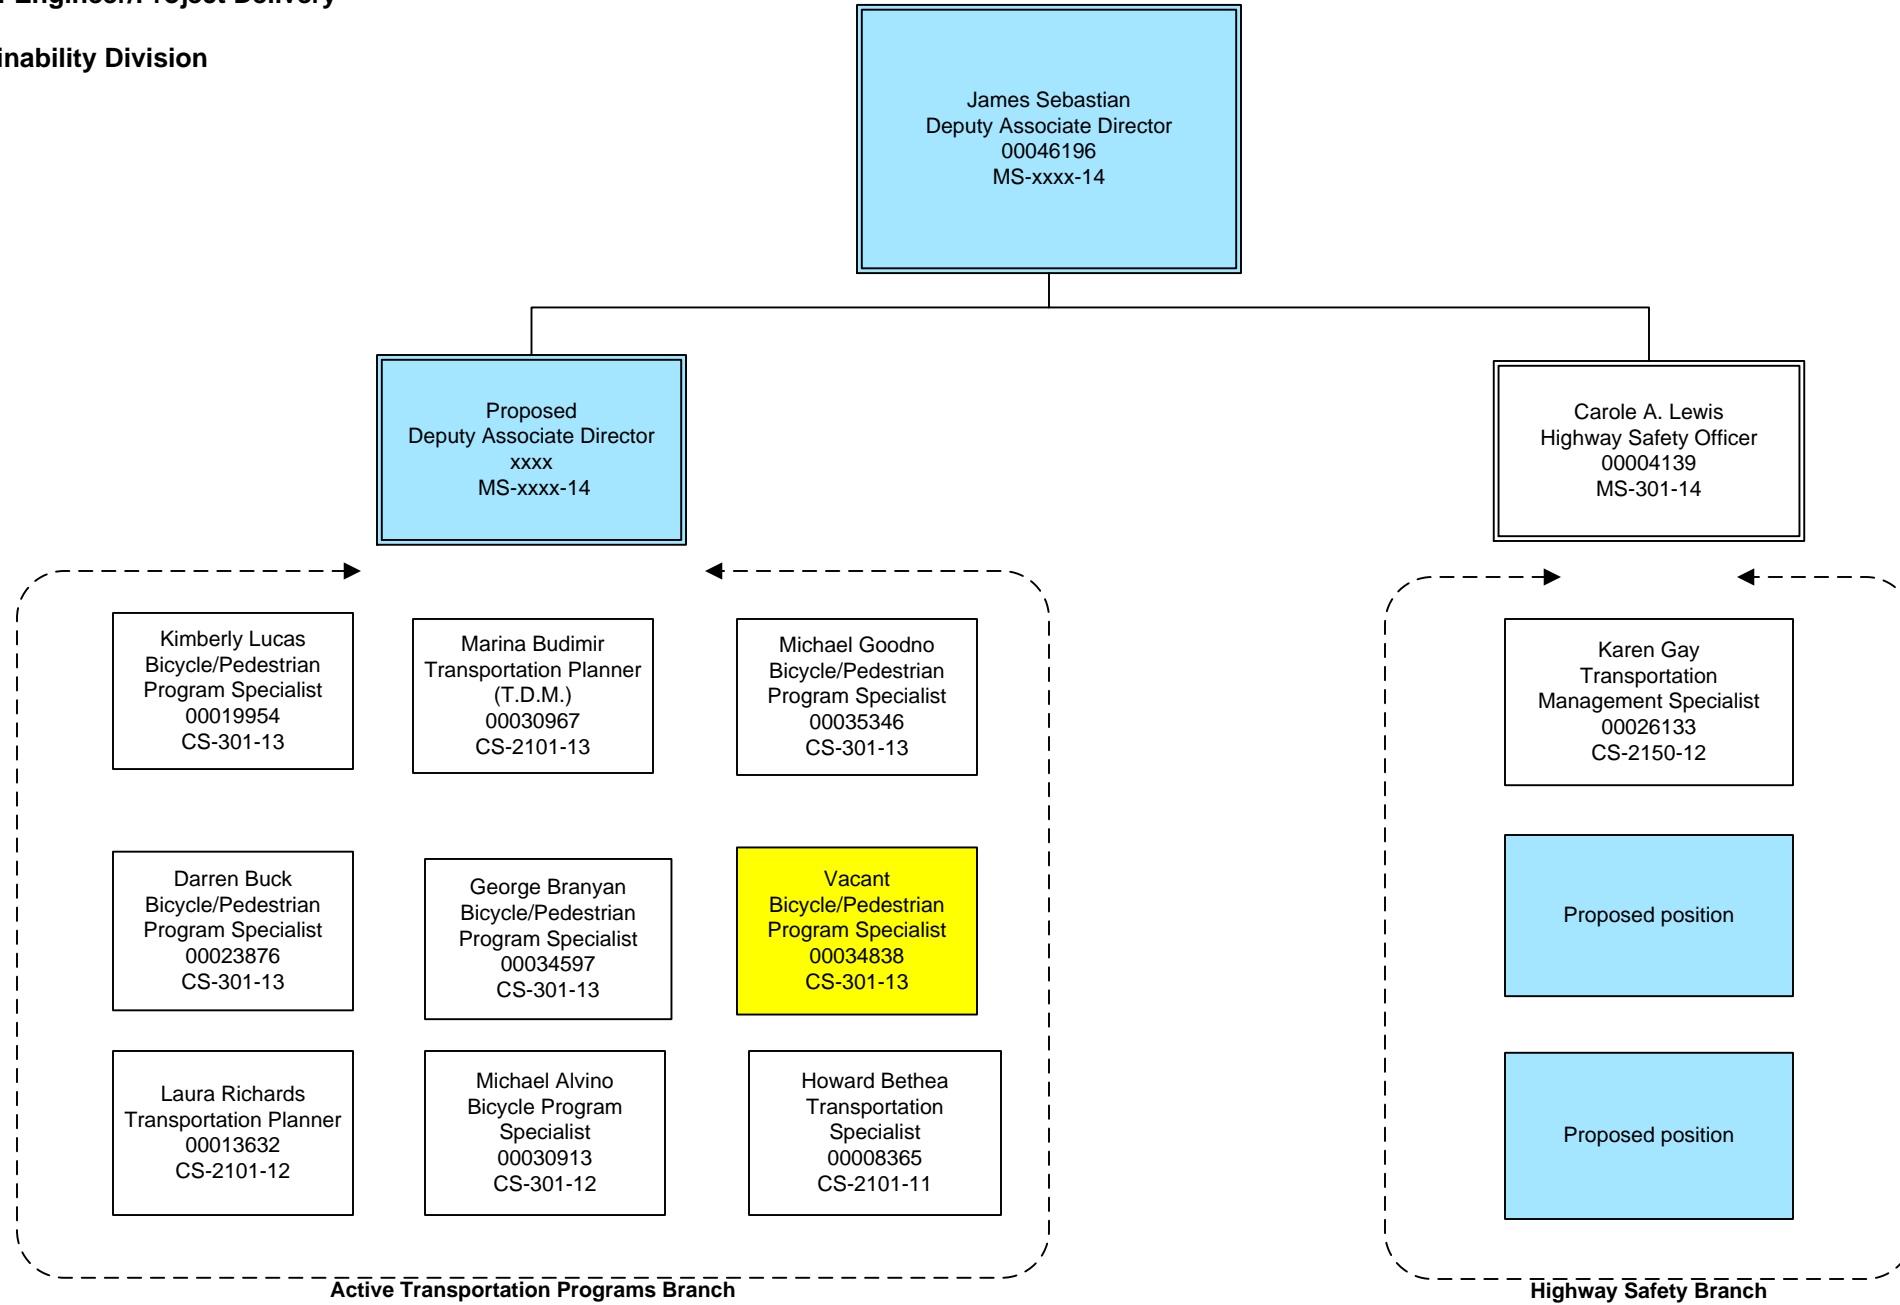 Engineer/Project Delivery
Division
James Sebastian
Deputy Associate Director
00046196
MS-xxxx-14
Proposed
Deputy Associate Director
xxxx
MS-xxxx-14
Carole A. Lewis
Highway Safety Officer
00004139
MS-301-14
Kimberly Lucas
Bicycle/Pedestrian
Program Specialist
00019954
CS-301-13
Marina Budimir
Transportation Planner
(T.D.M.)
00030967
CS-2101-13
Michael Goodno
Bicycle/Pedestrian
Program Specialist
00035346
CS-301-13
Karen Gay
Transportation
Management Specialist
00026133
CS-2150-12
Darren Buck
Bicycle/Pedestrian
Program Specialist
00023876
CS-301-13
George Branyan
Bicycle/Pedestrian
Program Specialist
00034597
CS-301-13
Vacant
Bicycle/Pedestrian
Program Specialist
00034838
CS-301-13
Proposed position
Laura Richards
Transportation Planner
00013632
CS-2101-12
Michael Alvino
Bicycle Program
Specialist
00030913
CS-301-12
Howard Bethea
Transportation
Specialist
00008365
CS-2101-11
Proposed position
Active Transportation Programs Branch
Highway Safety Branch